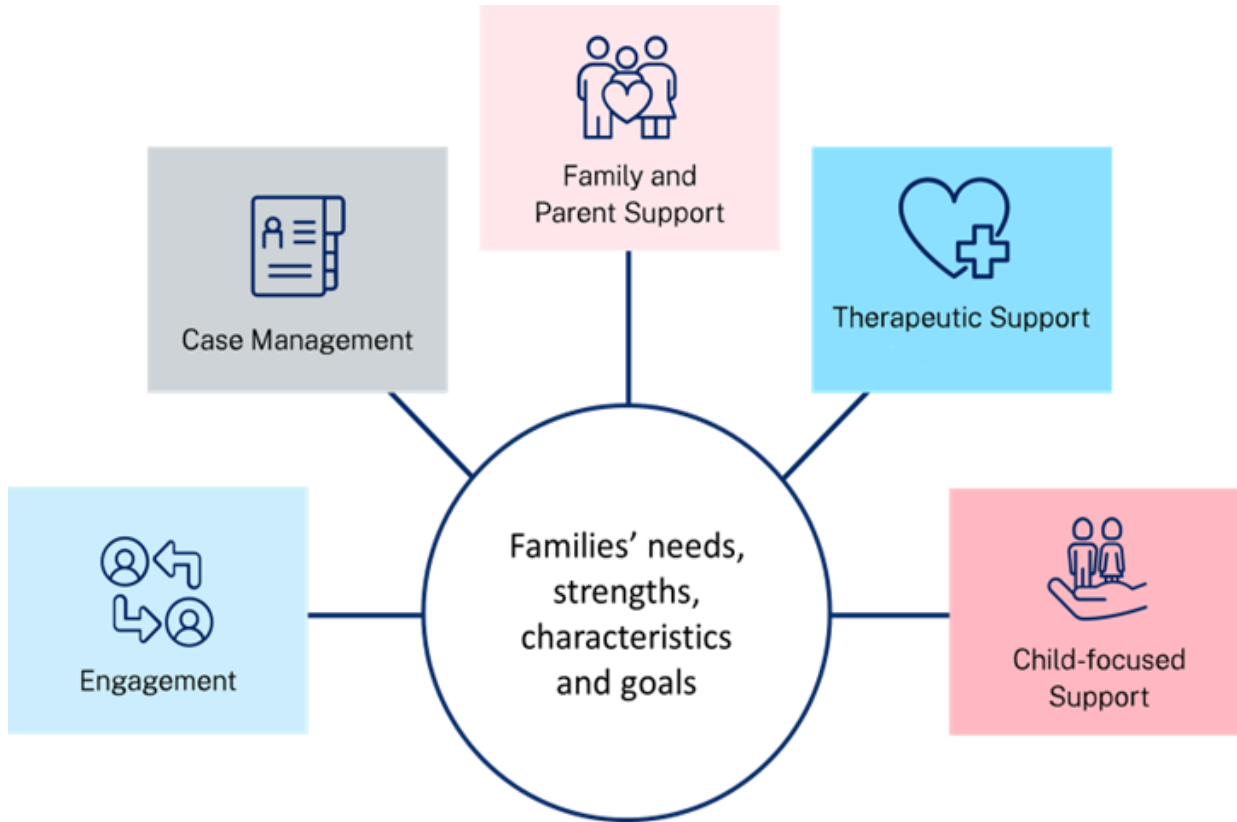 Family and
Parent Support
Case Management
Therapeutic Support
Engagement
Families’ needs,
strengths,
characteristics
and goals
Child-focused
Support